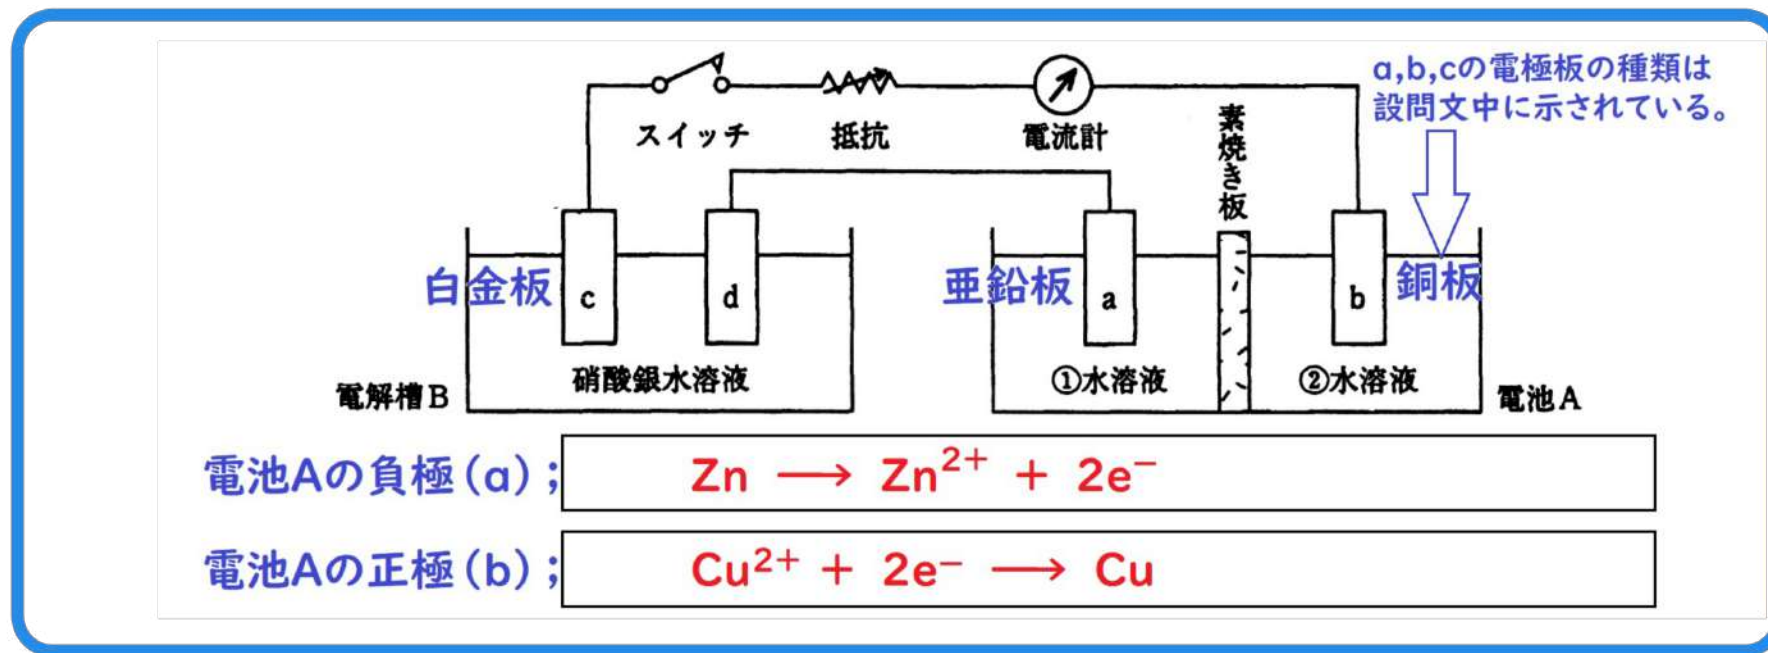 a,b,cの電極板の種類は
設問文中に示されている。
スイッチ
抵抗
電流計
素焼き板
白金板
c
d
亜鉛板
a
b
銅板
硝酸銀水溶液
①水溶液
②水溶液
電解槽B
電池A
電池Aの負極(a); Zn ⟶ Zn²⁺ + 2e⁻
電池Aの正極(b); Cu²⁺ + 2e⁻ ⟶ Cu